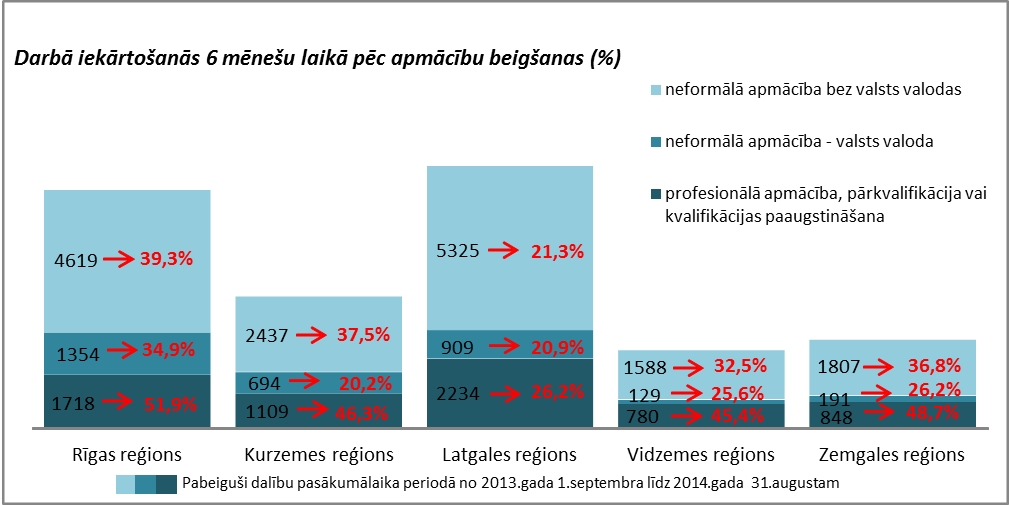 Darbā iekārtošanās 6 mēnešu laikā pēc apmācību beigšanas (%)
neformālā apmācība bez valsts valodas
neformālā apmācība - valsts valoda
profesionālā apmācība, pārkvalifikācija vai
kvalifikācijas paaugstināšana
4619 → 39,3%
1354 → 34,9%
1718 → 51,9%
2437 → 37,5%
694 → 20,2%
1109 → 46,3%
5325 → 21,3%
909 → 20,9%
2234 → 26,2%
1588 → 32,5%
129 → 25,6%
780 → 45,4%
1807 → 36,8%
191 → 26,2%
848 → 48,7%
Rīgas reģions
Kurzemes reģions
Latgales reģions
Vidzemes reģions
Zemgales reģions
Pabeiguši dalību pasākumālaika periodā no 2013.gada 1.septembra līdz 2014.gada 31.augustam